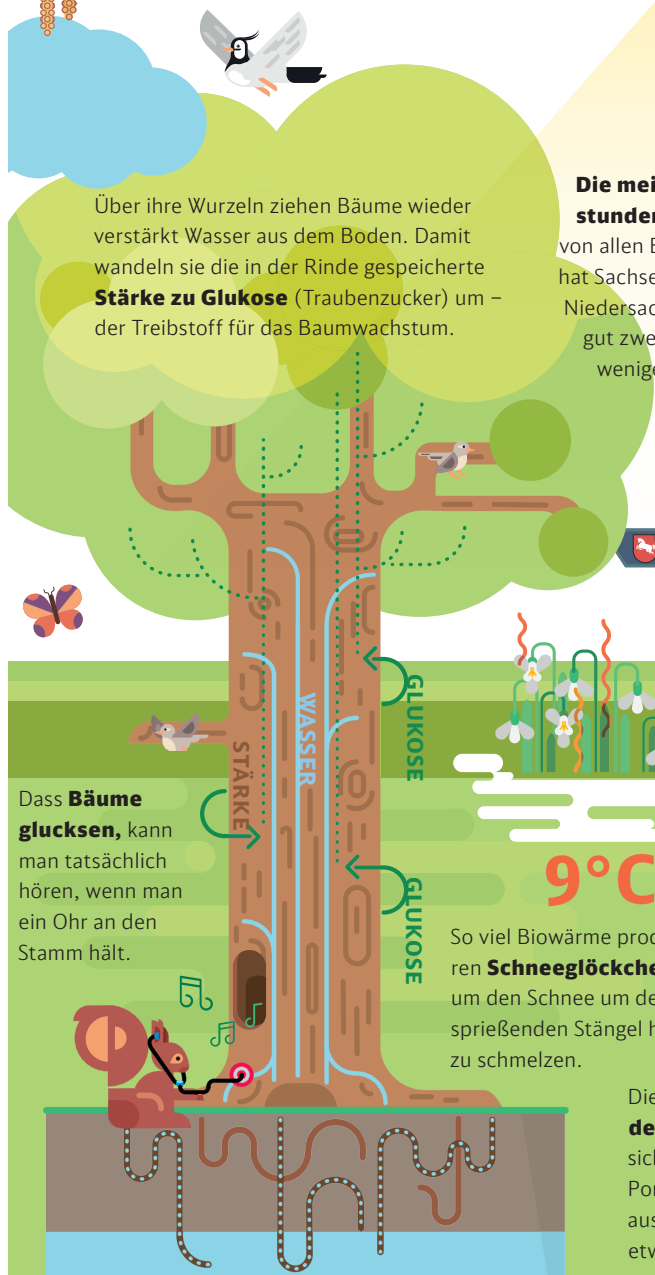 Über ihre Wurzeln ziehen Bäume wieder
verstärkt Wasser aus dem Boden. Damit
wandeln sie die in der Rinde gespeicherte
Stärke zu Glukose (Traubenzucker) um –
der Treibstoff für das Baumwachstum.
Die mei
stunden
von allen
hat Sachse
Niedersac
gut zwe
wenige
GLUKOSE
WASSER
STÄRKE
GLUKOSE
Dass Bäume
glucksen, kann
man tatsächlich
hören, wenn man
ein Ohr an den
Stamm hält.
9°C
So viel Biowärme prod
ren Schneeglöckche
um den Schnee um de
sprießenden Stängel h
zu schmelzen.
Die
de
sich
Por
aus
etw